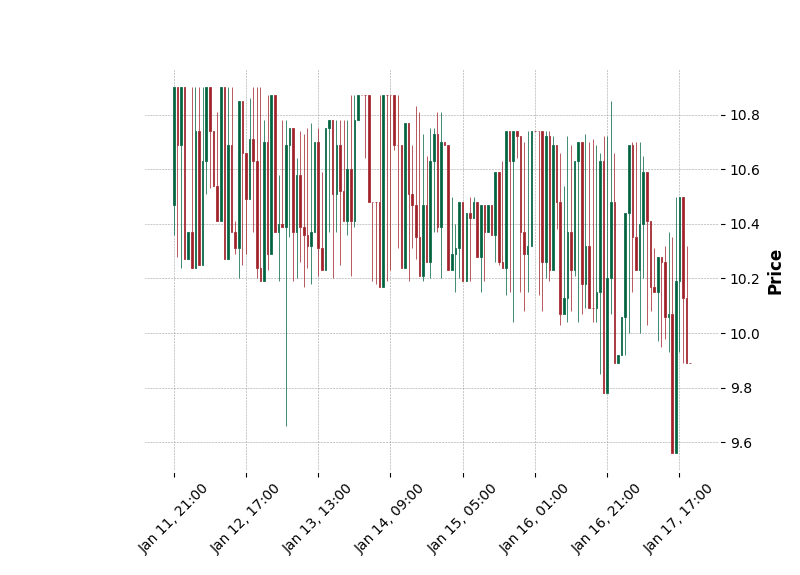 10.8
10.6
10.4
10.2
10.0
9.8
9.6
Price
Jan 11, 21:00
Jan 12, 17:00
Jan 13, 13:00
Jan 14, 09:00
Jan 15, 05:00
Jan 16, 01:00
Jan 16, 21:00
Jan 17, 17:00